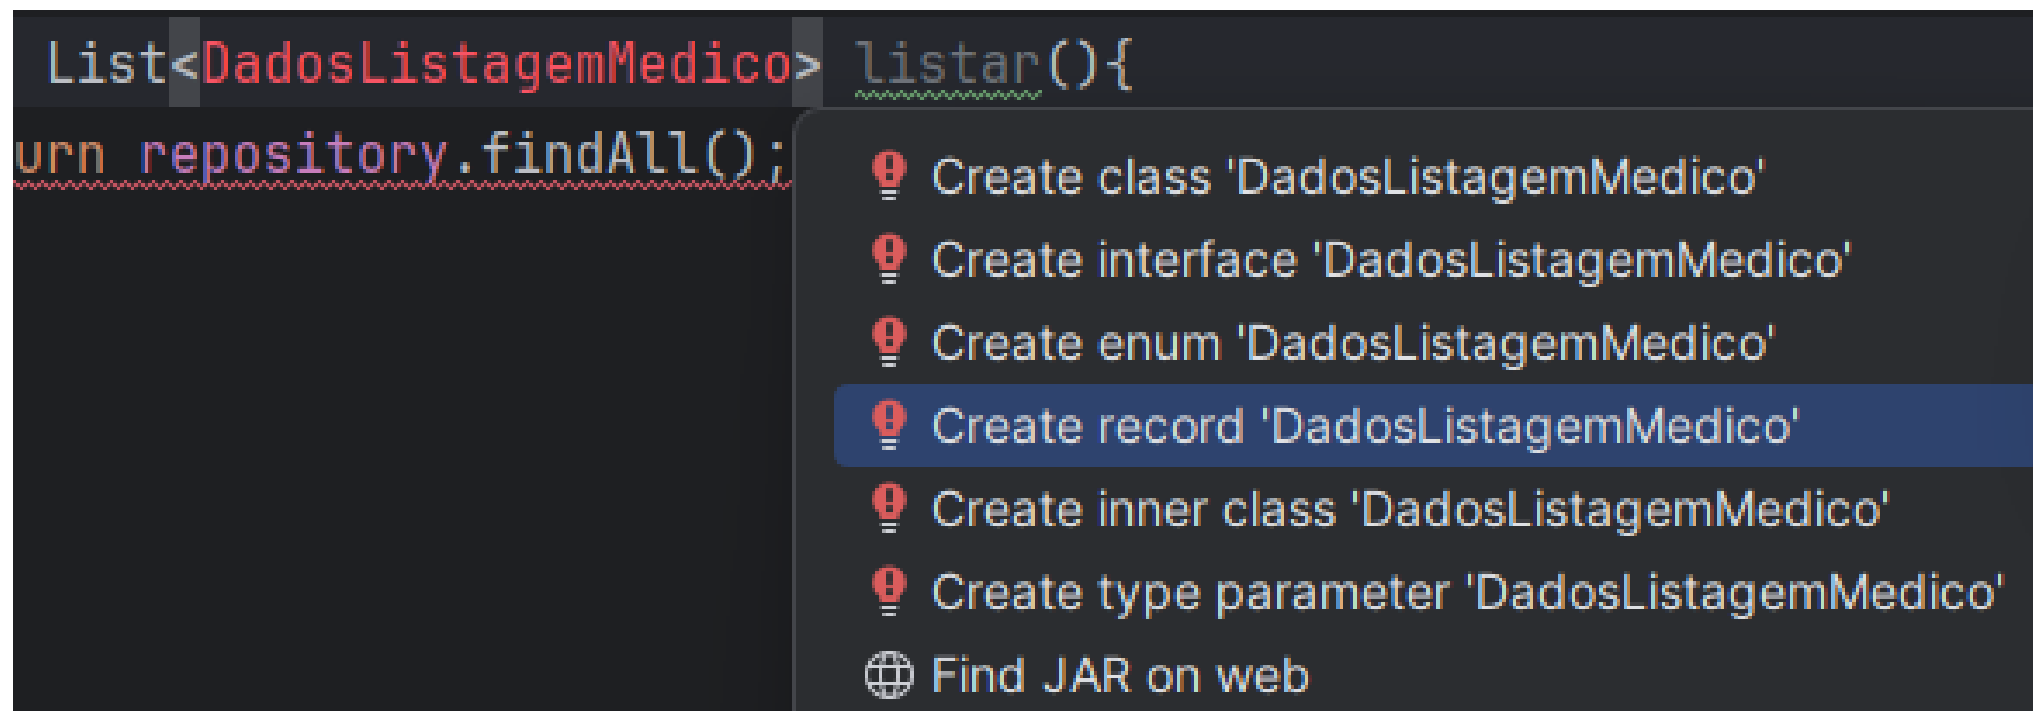 List<DadosListagemMedico> listar(){
urn repository.findAll();
Create class 'DadosListagemMedico'
Create interface 'DadosListagemMedico'
Create enum 'DadosListagemMedico'
Create record 'DadosListagemMedico'
Create inner class 'DadosListagemMedico'
Create type parameter 'DadosListagemMedico'
Find JAR on web